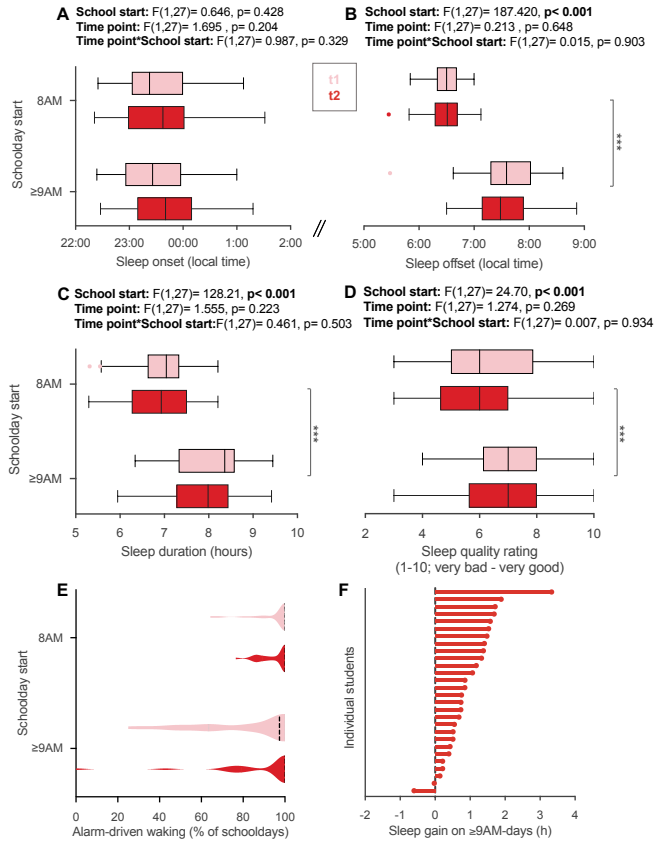 A School start: F(1,27)= 0.646, p= 0.428
Time point: F(1,27)= 1.695 , p= 0.204
Time point*School start: F(1,27)= 0.987, p= 0.329
Schoolday start
8AM
≥9AM
22:00 23:00 00:00 1:00 2:00
Sleep onset (local time)
t1
t2
//
B School start: F(1,27)= 187.420, p< 0.001
Time point: F(1,27)= 0.213 , p= 0.648
Time point*School start: F(1,27)= 0.015, p= 0.903
***
5:00 6:00 7:00 8:00 9:00
Sleep offset (local time)
C School start: F(1,27)= 128.21, p< 0.001
Time point: F(1,27)= 1.555, p= 0.223
Time point*School start:F(1,27)= 0.461, p= 0.503
Schoolday start
8AM
≥9AM
***
5 6 7 8 9 10
Sleep duration (hours)
D School start: F(1,27)= 24.70, p< 0.001
Time point: F(1,27)= 1.274, p= 0.269
Time point*School start: F(1,27)= 0.007, p= 0.934
***
2 4 6 8 10
Sleep quality rating
(1-10; very bad - very good)
E
Schoolday start
8AM
≥9AM
0 20 40 60 80 100
Alarm-driven waking (% of schooldays)
F
Individual students
-2 -1 0 1 2 3 4
Sleep gain on ≥9AM-days (h)